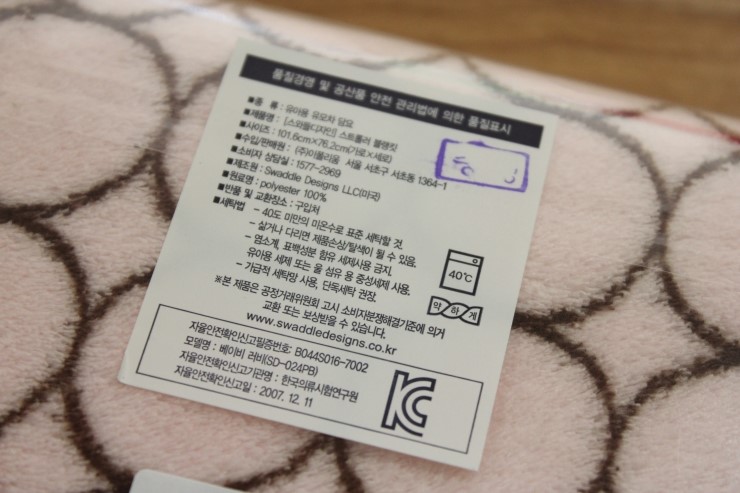 품질경영 및 공산품 안전 관리법에 의한 품질표시
■종 류 : 유아용 유모차 담요
■제품명 : [스와들디자인] 스트롤러 블랭킷
■사이즈 : 101.6cm×76.2cm(가로×세로)
■수입/판매원 : (주)이폴리움 서울 서초구 서초동 1364-1
■소비자 상담실 : 1577-2969
■제조원 : Swaddle Designs LLC(미국)
■원료명 : polyester 100%
■반품 및 교환장소 : 구입처
■세탁법 - 40도 미만의 미온수로 표준 세탁할 것.
- 삶거나 다리면 제품손상/탈색이 될 수 있음.
- 염소계, 표백성분 함유 세제사용 금지.
유아용 세제 또는 울 섬유 용 중성세제 사용.
- 가급적 세탁망 사용, 단독세탁 권장.
40℃
약하게
※본 제품은 공정거래위원회 고시 소비자분쟁해결기준에 의거
교환 또는 보상받을 수 있습니다.
www.swaddledesigns.co.kr
자율안전확인신고필증번호: B044S016-7002
모델명 : 베이비 러비(SD-024PB)
자율안전확인신고기관명 : 한국의류시험연구원
자율안전확인신고일 : 2007. 12. 11